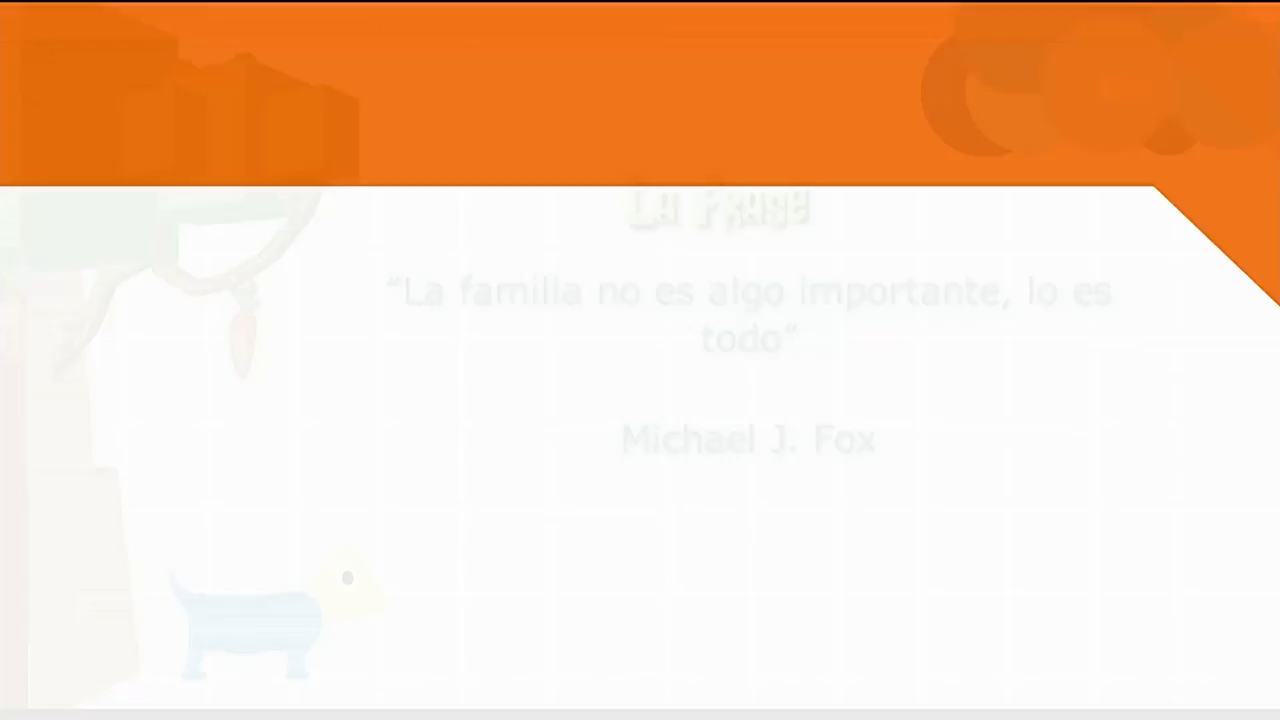 La Frase
“La familia no es algo importante, lo es
todo”
Michael J. Fox